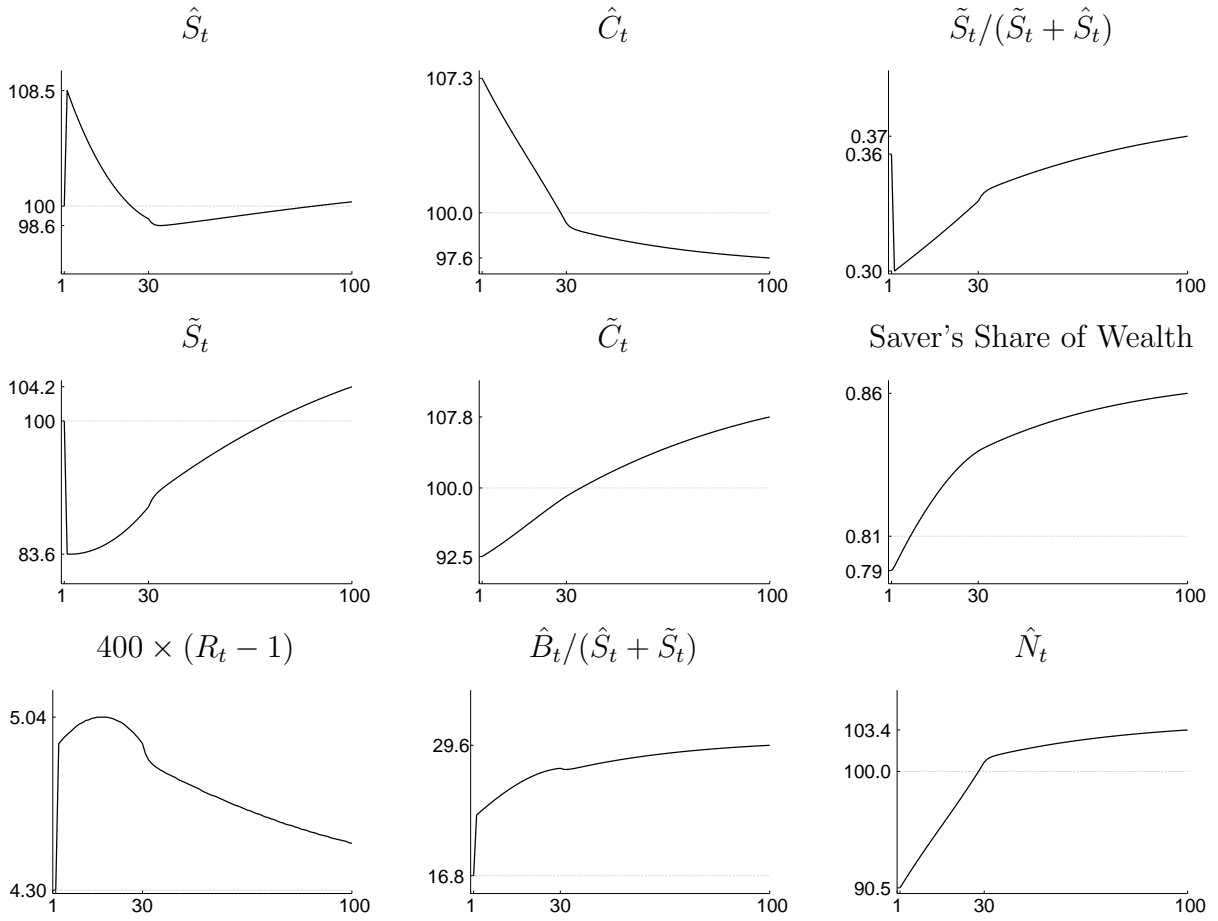 Ŝ_t
108.5
100
98.6
1 30 100
Ĉ_t
107.3
100.0
97.6
1 30 100
S̃_t/(S̃_t + Ŝ_t)
0.37
0.36
0.30
1 30 100
S̃_t
104.2
100
83.6
1 30 100
C̃_t
107.8
100.0
92.5
1 30 100
Saver's Share of Wealth
0.86
0.81
0.79
1 30 100
400 × (R_t − 1)
5.04
4.30
1 30 100
B̂_t/(Ŝ_t + S̃_t)
29.6
16.8
1 30 100
N̂_t
103.4
100.0
90.5
1 30 100